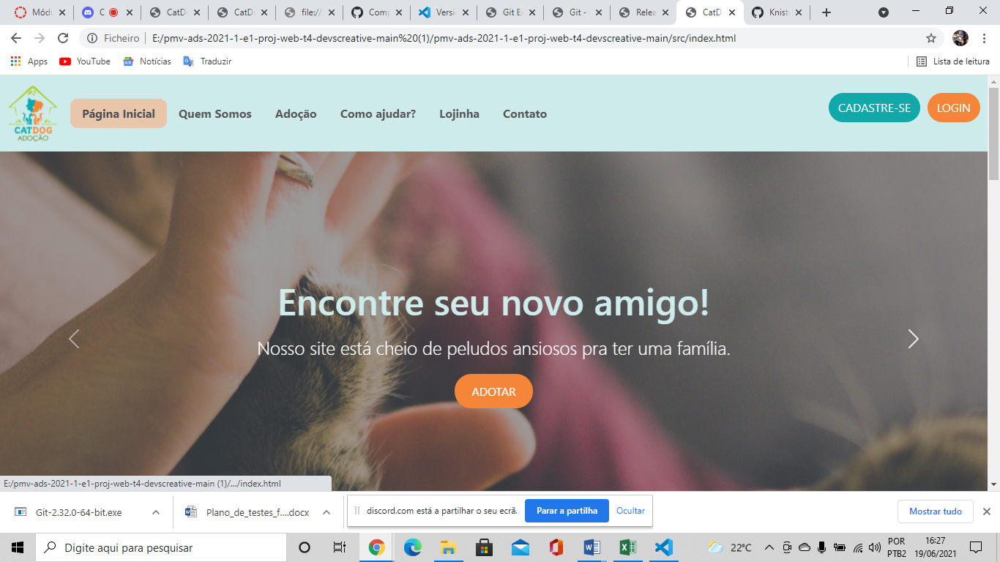 Módu
C
CatD
CatD
file://
Comp
Versi
Git E
Git -
Relea
CatD
Knist
Ficheiro
E:/pmv-ads-2021-1-e1-proj-web-t4-devscreative-main%20(1)/pmv-ads-2021-1-e1-proj-web-t4-devscreative-main/src/index.html
Apps
YouTube
Notícias
Traduzir
Lista de leitura
CATDOG
ADOÇÃO
Página Inicial
Quem Somos
Adoção
Como ajudar?
Lojinha
Contato
CADASTRE-SE
LOGIN
Encontre seu novo amigo!
Nosso site está cheio de peludos ansiosos pra ter uma família.
ADOTAR
E:/pmv-ads-2021-1-e1-proj-web-t4-devscreative-main (1)/.../index.html
Git-2.32.0-64-bit.exe
Plano_de_testes_f....docx
discord.com está a partilhar o seu ecrã.
Parar a partilha
Ocultar
Mostrar tudo
Digite aqui para pesquisar
22°C
POR
PTB2
16:27
19/06/2021